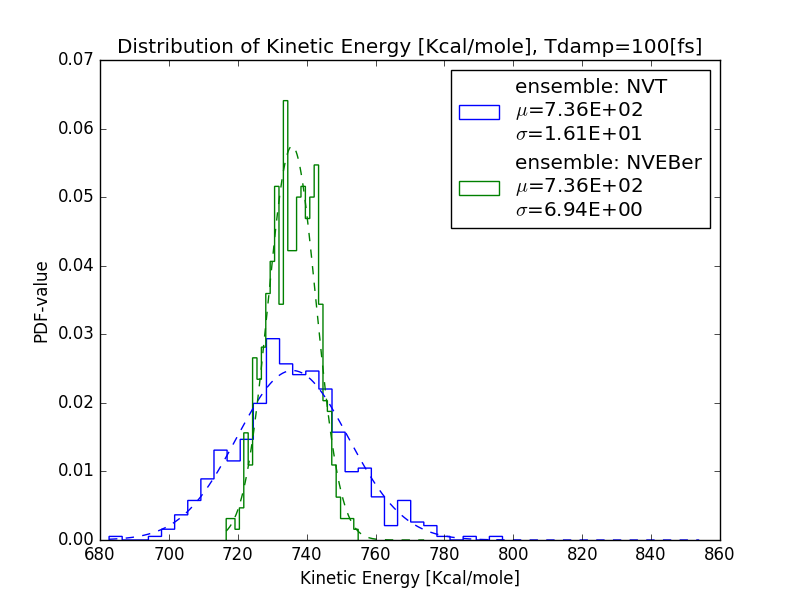 Distribution of Kinetic Energy [Kcal/mole], Tdamp=100[fs]
0.07
0.06
0.05
0.04
0.03
0.02
0.01
0.00
PDF-value
ensemble: NVT
μ=7.36E+02
σ=1.61E+01
ensemble: NVEBer
μ=7.36E+02
σ=6.94E+00
680 700 720 740 760 780 800 820 840 860
Kinetic Energy [Kcal/mole]